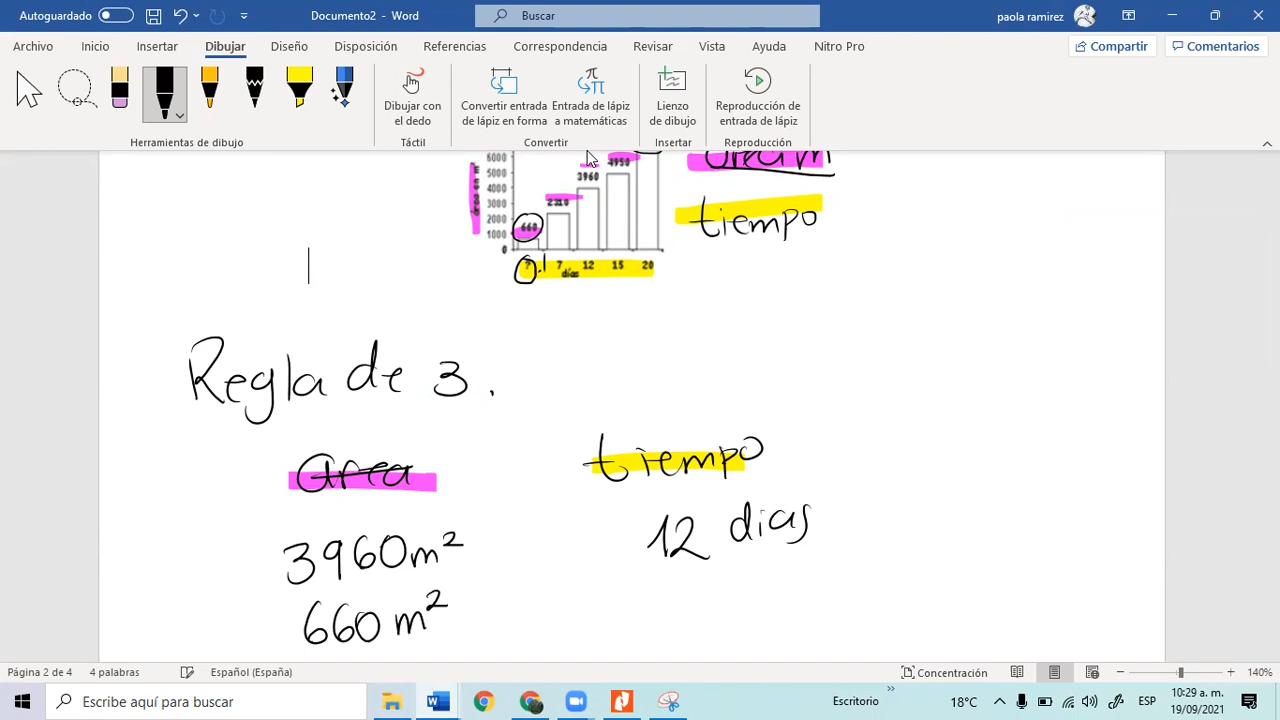 Autoguardado
Documento2 - Word
Buscar
paola ramirez
Archivo Inicio Insertar Dibujar Diseño Disposición Referencias Correspondencia Revisar Vista Ayuda Nitro Pro
Compartir Comentarios
Dibujar con el dedo
Convertir entrada de lápiz en forma
Entrada de lápiz a matemáticas
Lienzo de dibujo
Reproducción de entrada de lápiz
Herramientas de dibujo Táctil Convertir Insertar Reproducción
6000
5000
4000
3000
2000
1000
0
4950
3960
2310
660
? 7 12 15 20
días
tiempo
Regla de 3.
área tiempo
3960m² 12 dias
660 m²
Página 2 de 4 4 palabras Español (España) Concentración 140%
Escribe aquí para buscar
Escritorio
18°C
ESP
10:29 a. m.
19/09/2021